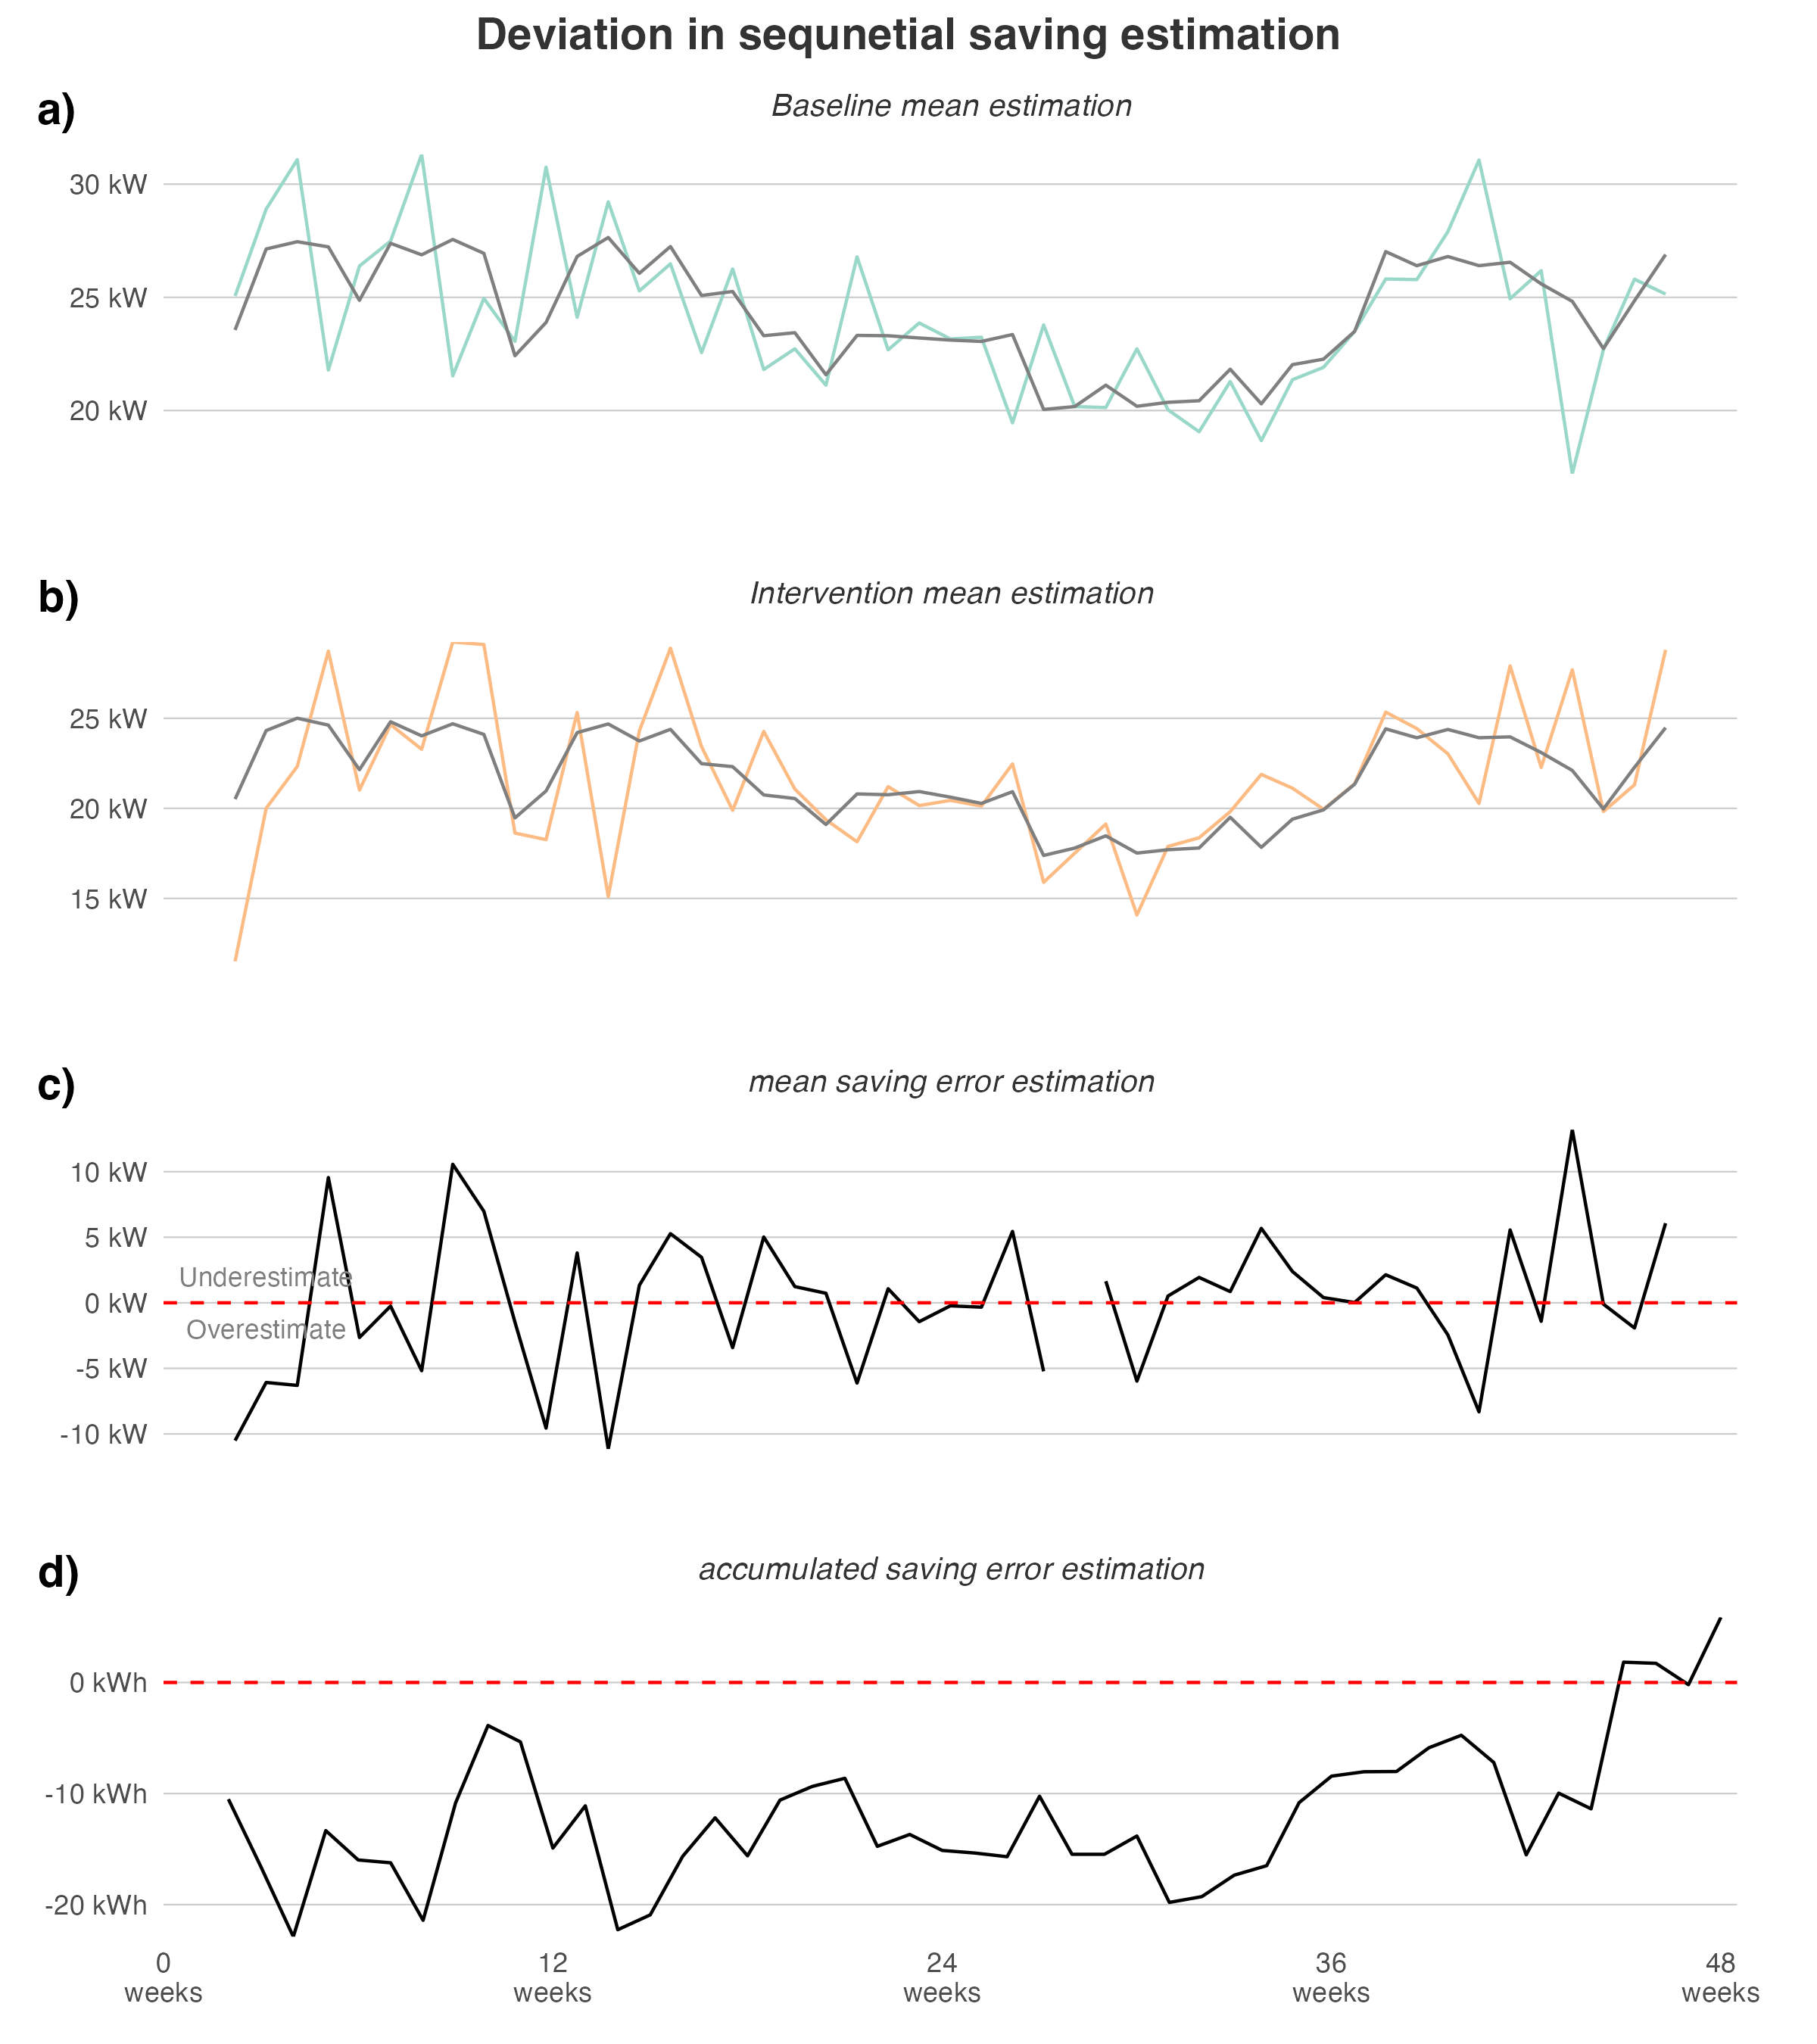 Deviation in sequnetial saving estimation
a)
Baseline mean estimation
30 kW
25 kW
20 kW
b)
Intervention mean estimation
25 kW
20 kW
15 kW
c)
mean saving error estimation
10 kW
5 kW
Underestimate
0 kW
Overestimate
-5 kW
-10 kW
d)
accumulated saving error estimation
0 kWh
-10 kWh
-20 kWh
0 12 24 36 48
weeks weeks weeks weeks weeks